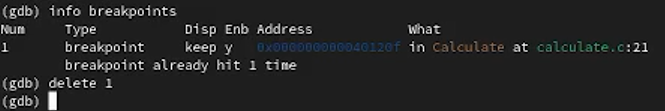 (gdb) info breakpoints
Num     Type           Disp Enb Address            What
1       breakpoint     keep y   0x000000000040120f in Calculate at calculate.c:21
        breakpoint already hit 1 time
(gdb) delete 1
(gdb)